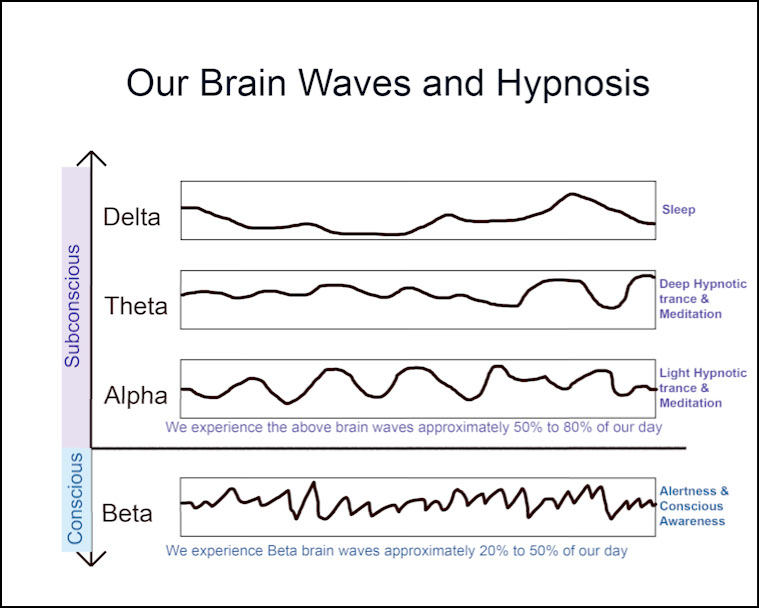 Our Brain Waves and Hypnosis
Subconscious
Delta
Sleep
Theta
Deep Hypnotic
trance &
Meditation
Alpha
Light Hypnotic
trance &
Meditation
We experience the above brain waves approximately 50% to 80% of our day
Conscious
Beta
Alertness &
Conscious
Awareness
We experience Beta brain waves approximately 20% to 50% of our day